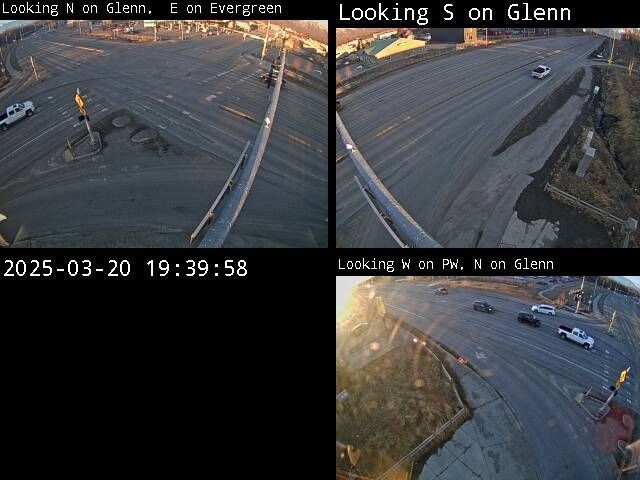 Looking N on Glenn,  E on Evergreen
Looking S on Glenn
2025-03-20 19:39:58
Looking W on PW, N on Glenn